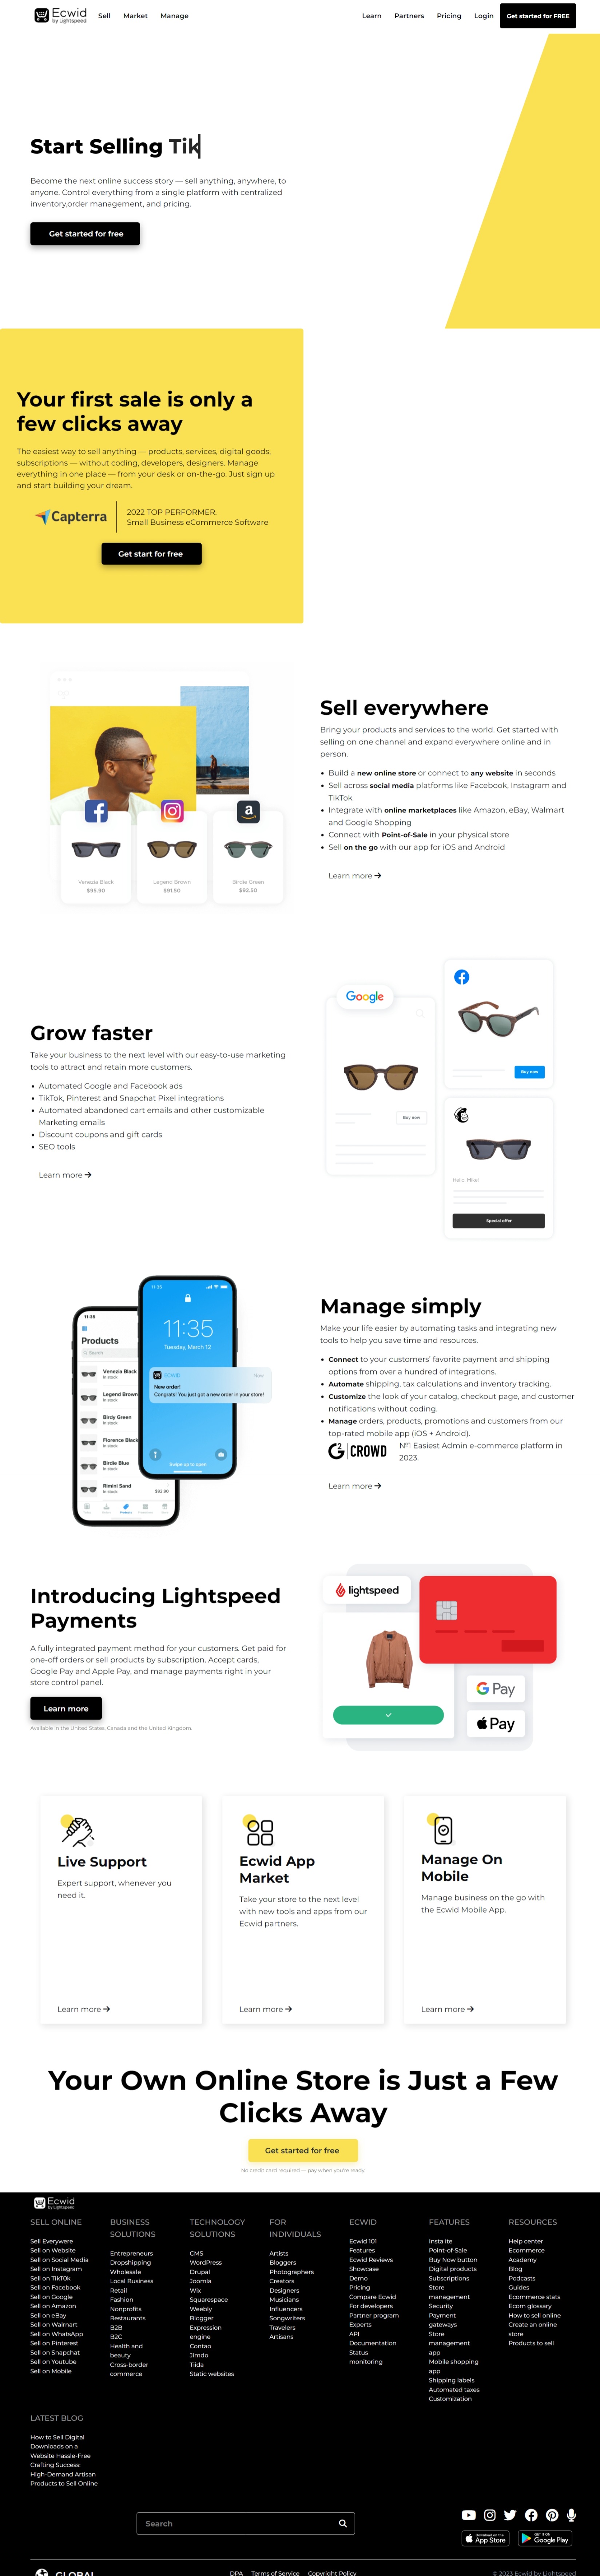 Ecwid
by Lightspeed
Sell
Market
Manage
Learn
Partners
Pricing
Login
Get started for FREE
Start Selling Tik
Become the next online success story — sell anything, anywhere, to
anyone. Control everything from a single platform with centralized
inventory,order management, and pricing.
Get started for free
Your first sale is only a
few clicks away
The easiest way to sell anything — products, services, digital goods,
subscriptions — without coding, developers, designers. Manage
everything in one place — from your desk or on-the-go. Just sign up
and start building your dream.
Capterra
2022 TOP PERFORMER.
Small Business eCommerce Software
Get start for free
Venezia Black
$95.90
Legend Brown
$91.50
Birdie Green
$92.50
Sell everywhere
Bring your products and services to the world. Get started with
selling on one channel and expand everywhere online and in
person.
Build a new online store or connect to any website in seconds
Sell across social media platforms like Facebook, Instagram and
TikTok
Integrate with online marketplaces like Amazon, eBay, Walmart
and Google Shopping
Connect with Point-of-Sale in your physical store
Sell on the go with our app for iOS and Android
Learn more
Grow faster
Take your business to the next level with our easy-to-use marketing
tools to attract and retain more customers.
Automated Google and Facebook ads
TikTok, Pinterest and Snapchat Pixel integrations
Automated abandoned cart emails and other customizable
Marketing emails
Discount coupons and gift cards
SEO tools
Learn more
Google
Buy now
Buy now
Hello, Mike!
Special offer
11:35
Products
Search
Venezia Black
In stock
Legend Brown
In stock
Birdy Green
In stock
Florence Black
In stock
Birdie Blue
In stock
Rimini Sand
In stock
$92.90
11:35
11:35
Tuesday, March 12
ECWID
Now
New order!
Congrats! You just got a new order in your store!
Swipe up to open
Manage simply
Make your life easier by automating tasks and integrating new
tools to help you save time and resources.
Connect to your customers' favorite payment and shipping
options from over a hundred of integrations.
Automate shipping, tax calculations and inventory tracking.
Customize the look of your catalog, checkout page, and customer
notifications without coding.
Manage orders, products, promotions and customers from our
top-rated mobile app (iOS + Android).
G2 CROWD
Nº1 Easiest Admin e-commerce platform in
2023.
Learn more
Introducing Lightspeed
Payments
A fully integrated payment method for your customers. Get paid for
one-off orders or sell products by subscription. Accept cards,
Google Pay and Apple Pay, and manage payments right in your
store control panel.
Learn more
Available in the United States, Canada and the United Kingdom.
lightspeed
G Pay
Pay
Live Support
Expert support, whenever you
need it.
Learn more
Ecwid App
Market
Take your store to the next level
with new tools and apps from our
Ecwid partners.
Learn more
Manage On
Mobile
Manage business on the go with
the Ecwid Mobile App.
Learn more
Your Own Online Store is Just a Few
Clicks Away
Get started for free
No credit card required — pay when you're ready.
Ecwid
by Lightspeed
SELL ONLINE
Sell Everywere
Sell on Website
Sell on Social Media
Sell on Instagram
Sell on TikT0k
Sell on Facebook
Sell on Google
Sell on Amazon
Sell on eBay
Sell on Walmart
Sell on WhatsApp
Sell on Pinterest
Sell on Snapchat
Sell on Youtube
Sell on Mobile
BUSINESS
SOLUTIONS
Entrepreneurs
Dropshipping
Wholesale
Local Business
Retail
Fashion
Nonprofits
Restaurants
B2B
B2C
Health and
beauty
Cross-border
commerce
TECHNOLOGY
SOLUTIONS
CMS
WordPress
Drupal
Joomla
Wix
Squarespace
Weebly
Blogger
Expression
engine
Contao
Jimdo
Tilda
Static websites
FOR
INDIVIDUALS
Artists
Bloggers
Photographers
Creators
Designers
Musicians
Influencers
Songwriters
Travelers
Artisans
ECWID
Ecwid 101
Features
Ecwid Reviews
Showcase
Demo
Pricing
Compare Ecwid
For developers
Partner program
Experts
API
Documentation
Status
monitoring
FEATURES
Insta ite
Point-of-Sale
Buy Now button
Digital products
Subscriptions
Store
management
Security
Payment
gateways
Store
management
app
Mobile shopping
app
Shipping labels
Automated taxes
Customization
RESOURCES
Help center
Ecommerce
Academy
Blog
Podcasts
Guides
Ecommerce stats
Ecom glossary
How to sell online
Create an online
store
Products to sell
LATEST BLOG
How to Sell Digital
Downloads on a
Website Hassle-Free
Crafting Success:
High-Demand Artisan
Products to Sell Online
Search
Download on the
App Store
GET IT ON
Google Play
GLOBAL
DPA
Terms of Service
Copyright Policy
© 2023 Ecwid by Lightspeed